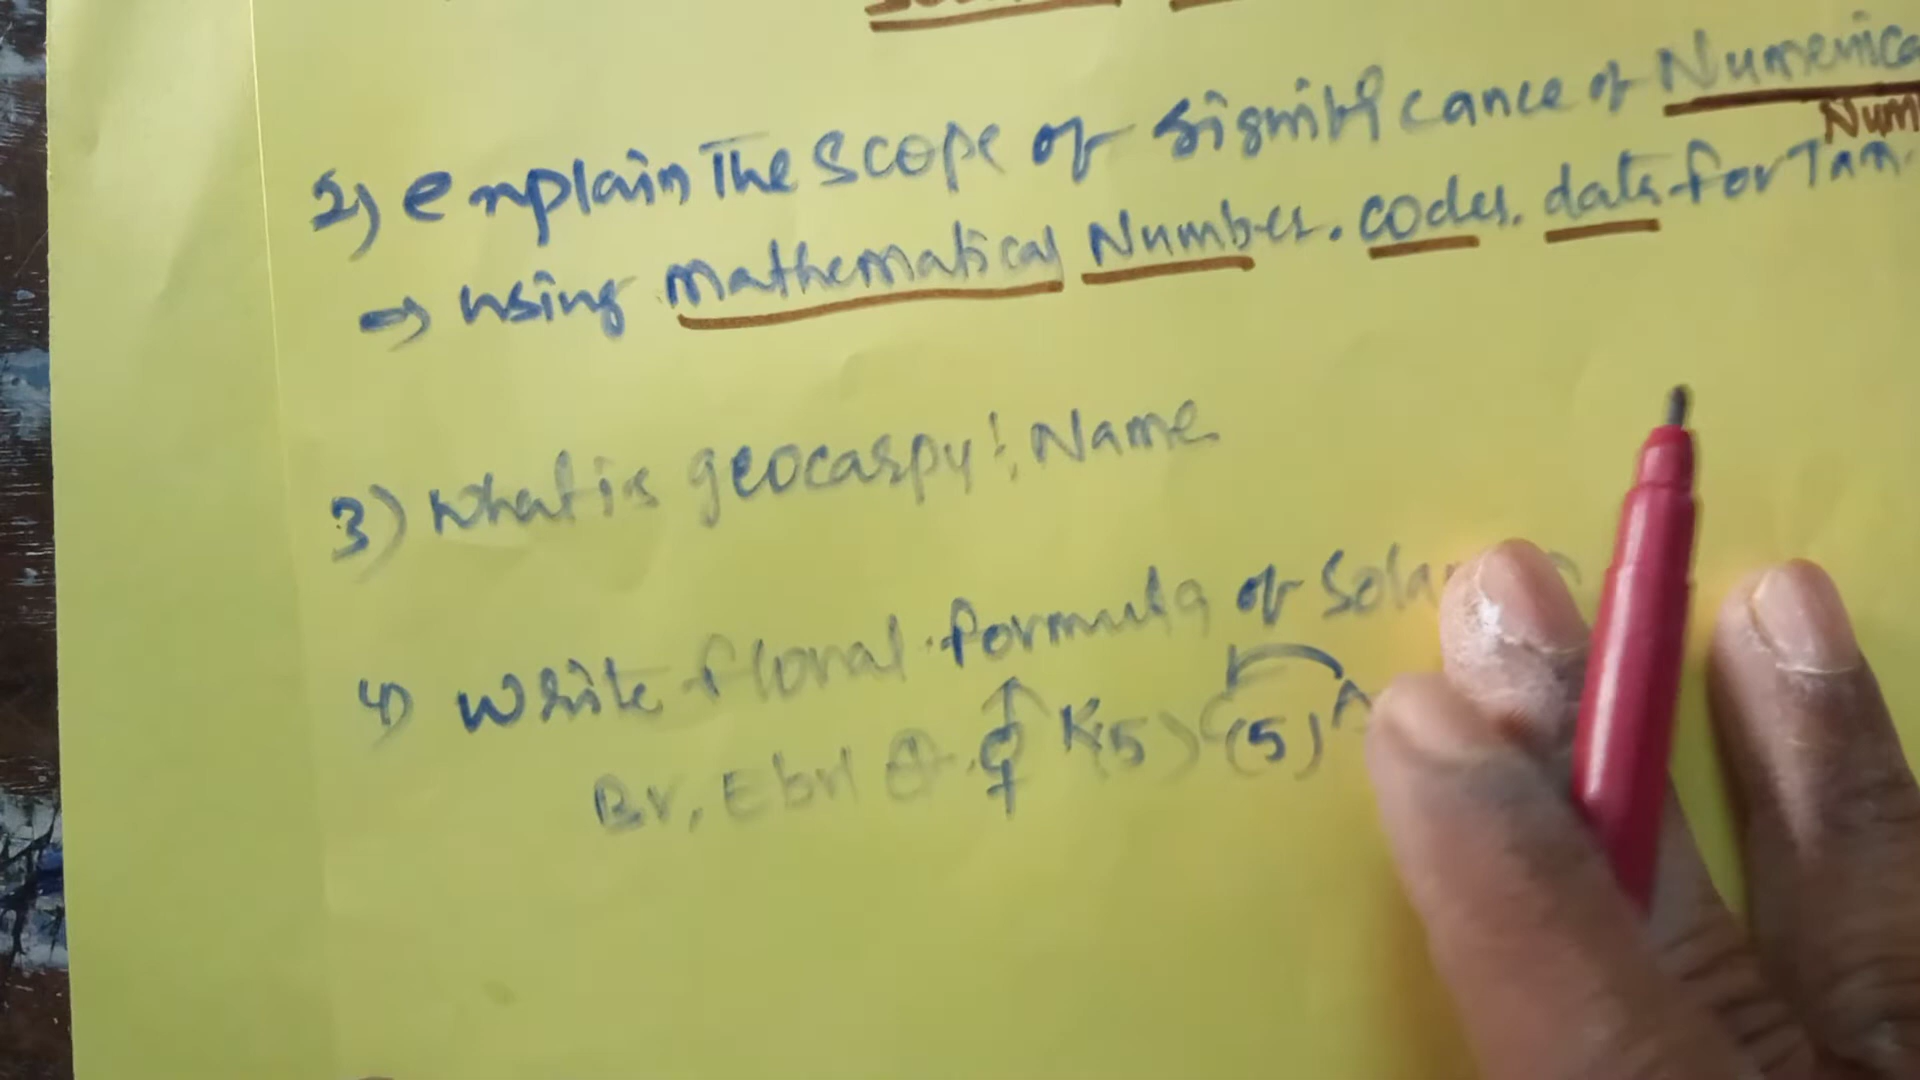 2) explain The scope of significance of Numerica
Num
→ using mathematical Number. codes. data for Tax.
3) What is geocarpy!, Name
4) Write floral formula of Sola
Br, Ebrl ⊕ ⚥ K(5) C(5) A